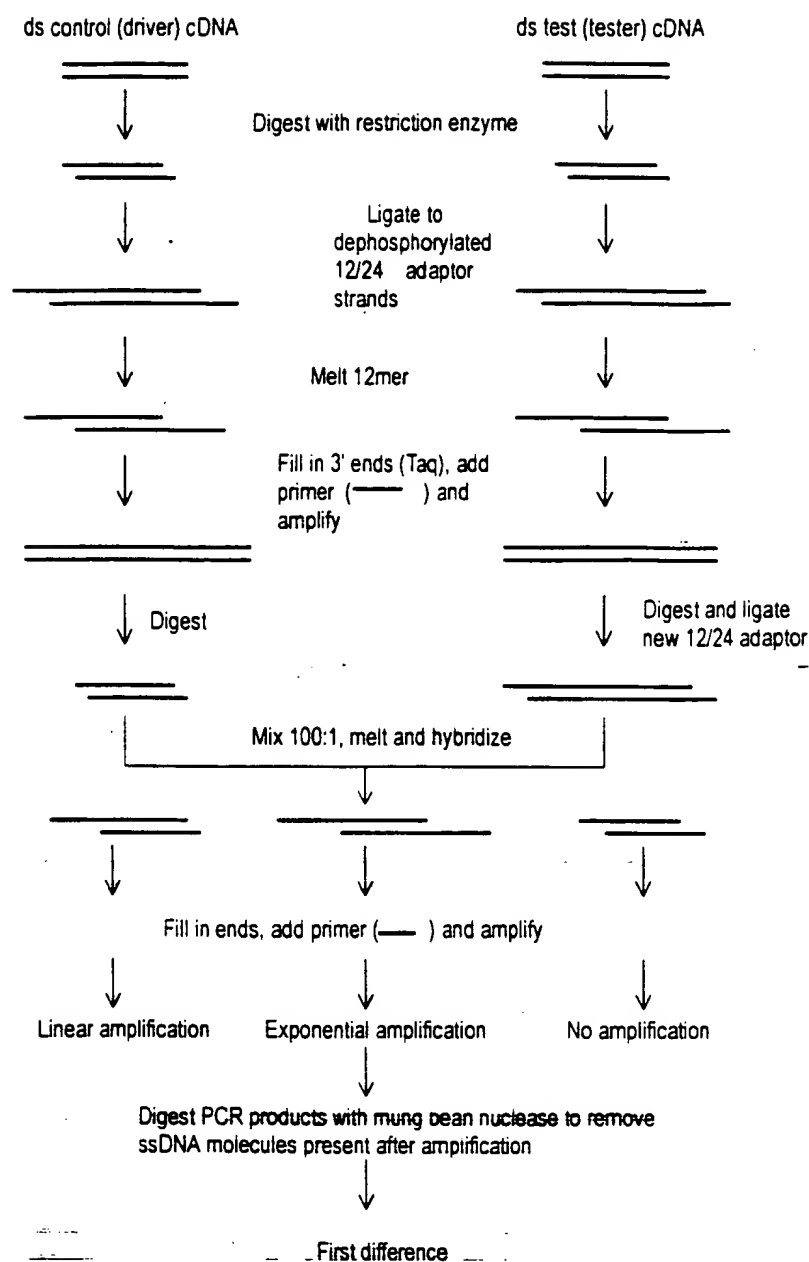 ds control (driver) cDNA
ds test (tester) cDNA
Digest with restriction enzyme
Ligate to
dephosphorylated
12/24 adaptor
strands
Melt 12mer
Fill in 3' ends (Taq), add
primer ( ) and
amplify
Digest
Digest and ligate
new 12/24 adaptor
Mix 100:1, melt and hybridize
Fill in ends, add primer ( ) and amplify
Linear amplification
Exponential amplification
No amplification
Digest PCR products with mung bean nuclease to remove
ssDNA molecules present after amplification
First difference